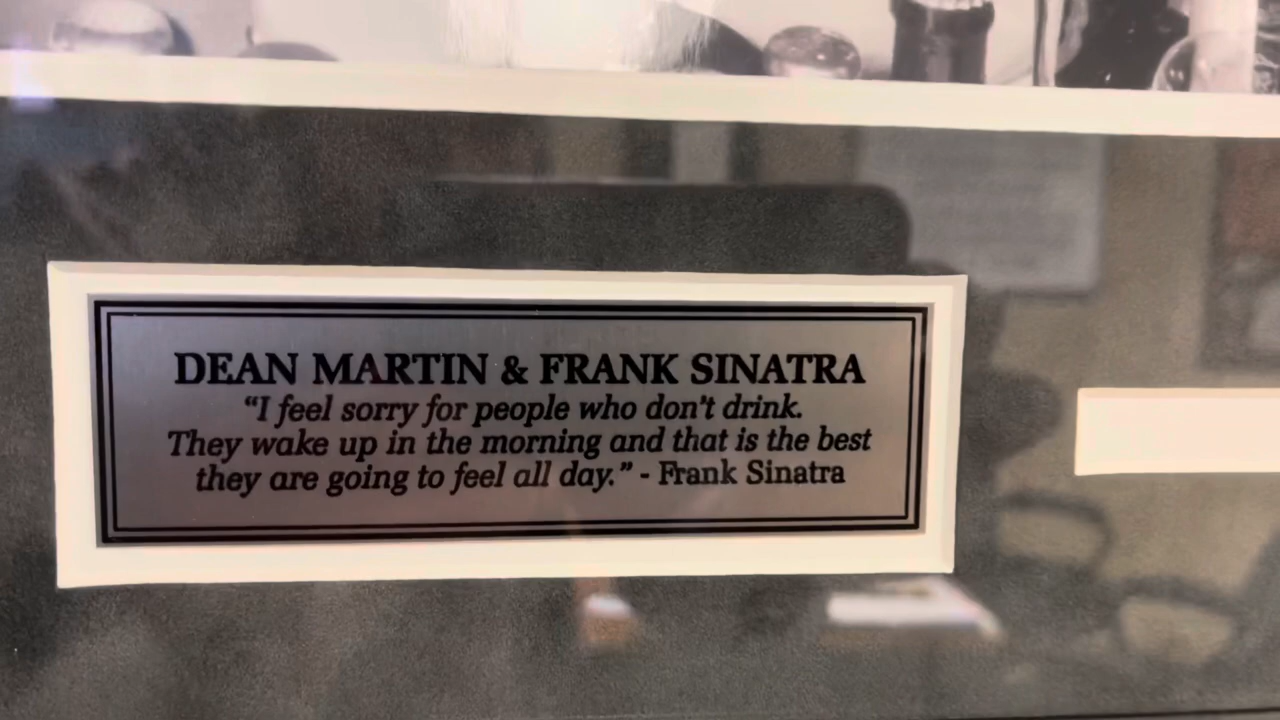 DEAN MARTIN & FRANK SINATRA
“I feel sorry for people who don’t drink.
They wake up in the morning and that is the best
they are going to feel all day.” - Frank Sinatra